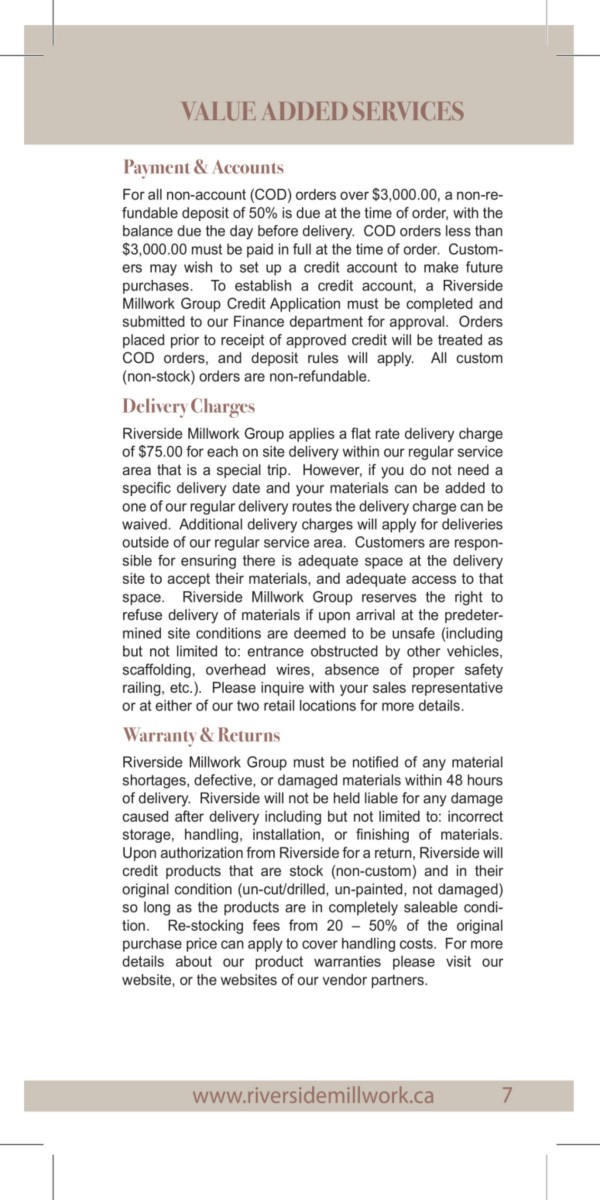 VALUE ADDED SERVICES
Payment & Accounts
For all non-account (COD) orders over $3,000.00, a non-re-
fundable deposit of 50% is due at the time of order, with the
balance due the day before delivery.  COD orders less than
$3,000.00 must be paid in full at the time of order.  Custom-
ers may wish to set up a credit account to make future
purchases.  To establish a credit account, a Riverside
Millwork Group Credit Application must be completed and
submitted to our Finance department for approval.  Orders
placed prior to receipt of approved credit will be treated as
COD orders, and deposit rules will apply.  All custom
(non-stock) orders are non-refundable.
Delivery Charges
Riverside Millwork Group applies a flat rate delivery charge
of $75.00 for each on site delivery within our regular service
area that is a special trip.  However, if you do not need a
specific delivery date and your materials can be added to
one of our regular delivery routes the delivery charge can be
waived.  Additional delivery charges will apply for deliveries
outside of our regular service area.  Customers are respon-
sible for ensuring there is adequate space at the delivery
site to accept their materials, and adequate access to that
space.  Riverside Millwork Group reserves the right to
refuse delivery of materials if upon arrival at the predeter-
mined site conditions are deemed to be unsafe (including
but not limited to: entrance obstructed by other vehicles,
scaffolding, overhead wires, absence of proper safety
railing, etc.).  Please inquire with your sales representative
or at either of our two retail locations for more details.
Warranty & Returns
Riverside Millwork Group must be notified of any material
shortages, defective, or damaged materials within 48 hours
of delivery.  Riverside will not be held liable for any damage
caused after delivery including but not limited to: incorrect
storage, handling, installation, or finishing of materials.
Upon authorization from Riverside for a return, Riverside will
credit products that are stock (non-custom) and in their
original condition (un-cut/drilled, un-painted, not damaged)
so long as the products are in completely saleable condi-
tion.  Re-stocking fees from 20 – 50% of the original
purchase price can apply to cover handling costs.  For more
details about our product warranties please visit our
website, or the websites of our vendor partners.
www.riversidemillwork.ca 7